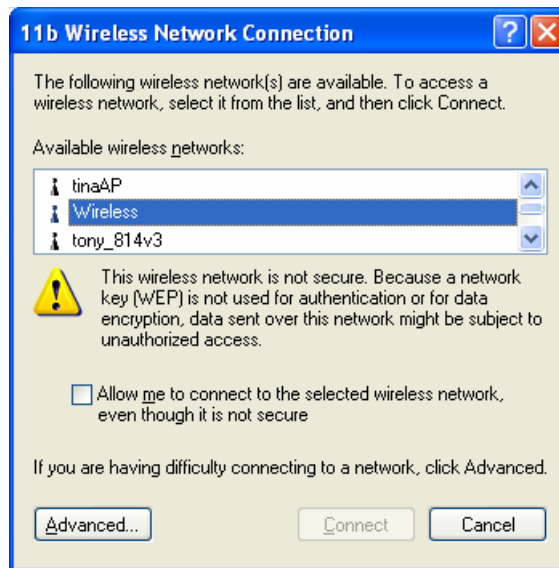 11b Wireless Network Connection
The following wireless network(s) are available. To access a
wireless network, select it from the list, and then click Connect.
Available wireless networks:
tinaAP
Wireless
tony_814v3
This wireless network is not secure. Because a network
key (WEP) is not used for authentication or for data
encryption, data sent over this network might be subject to
unauthorized access.
Allow me to connect to the selected wireless network,
even though it is not secure
If you are having difficulty connecting to a network, click Advanced.
Advanced... Connect Cancel